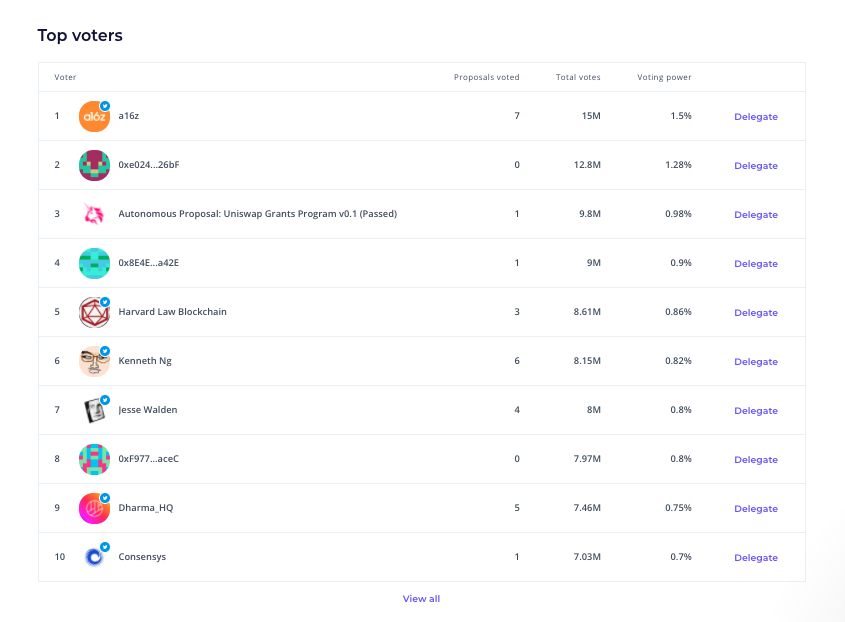 Top voters
Voter Proposals voted Total votes Voting power
1 a16z a16z 7 15M 1.5% Delegate
2 0xe024...26bF 0 12.8M 1.28% Delegate
3 Autonomous Proposal: Uniswap Grants Program v0.1 (Passed) 1 9.8M 0.98% Delegate
4 0x8E4E...a42E 1 9M 0.9% Delegate
5 Harvard Law Blockchain 3 8.61M 0.86% Delegate
6 Kenneth Ng 6 8.15M 0.82% Delegate
7 Jesse Walden 4 8M 0.8% Delegate
8 0xF977...aceC 0 7.97M 0.8% Delegate
9 Dharma_HQ 5 7.46M 0.75% Delegate
10 Consensys 1 7.03M 0.7% Delegate
View all